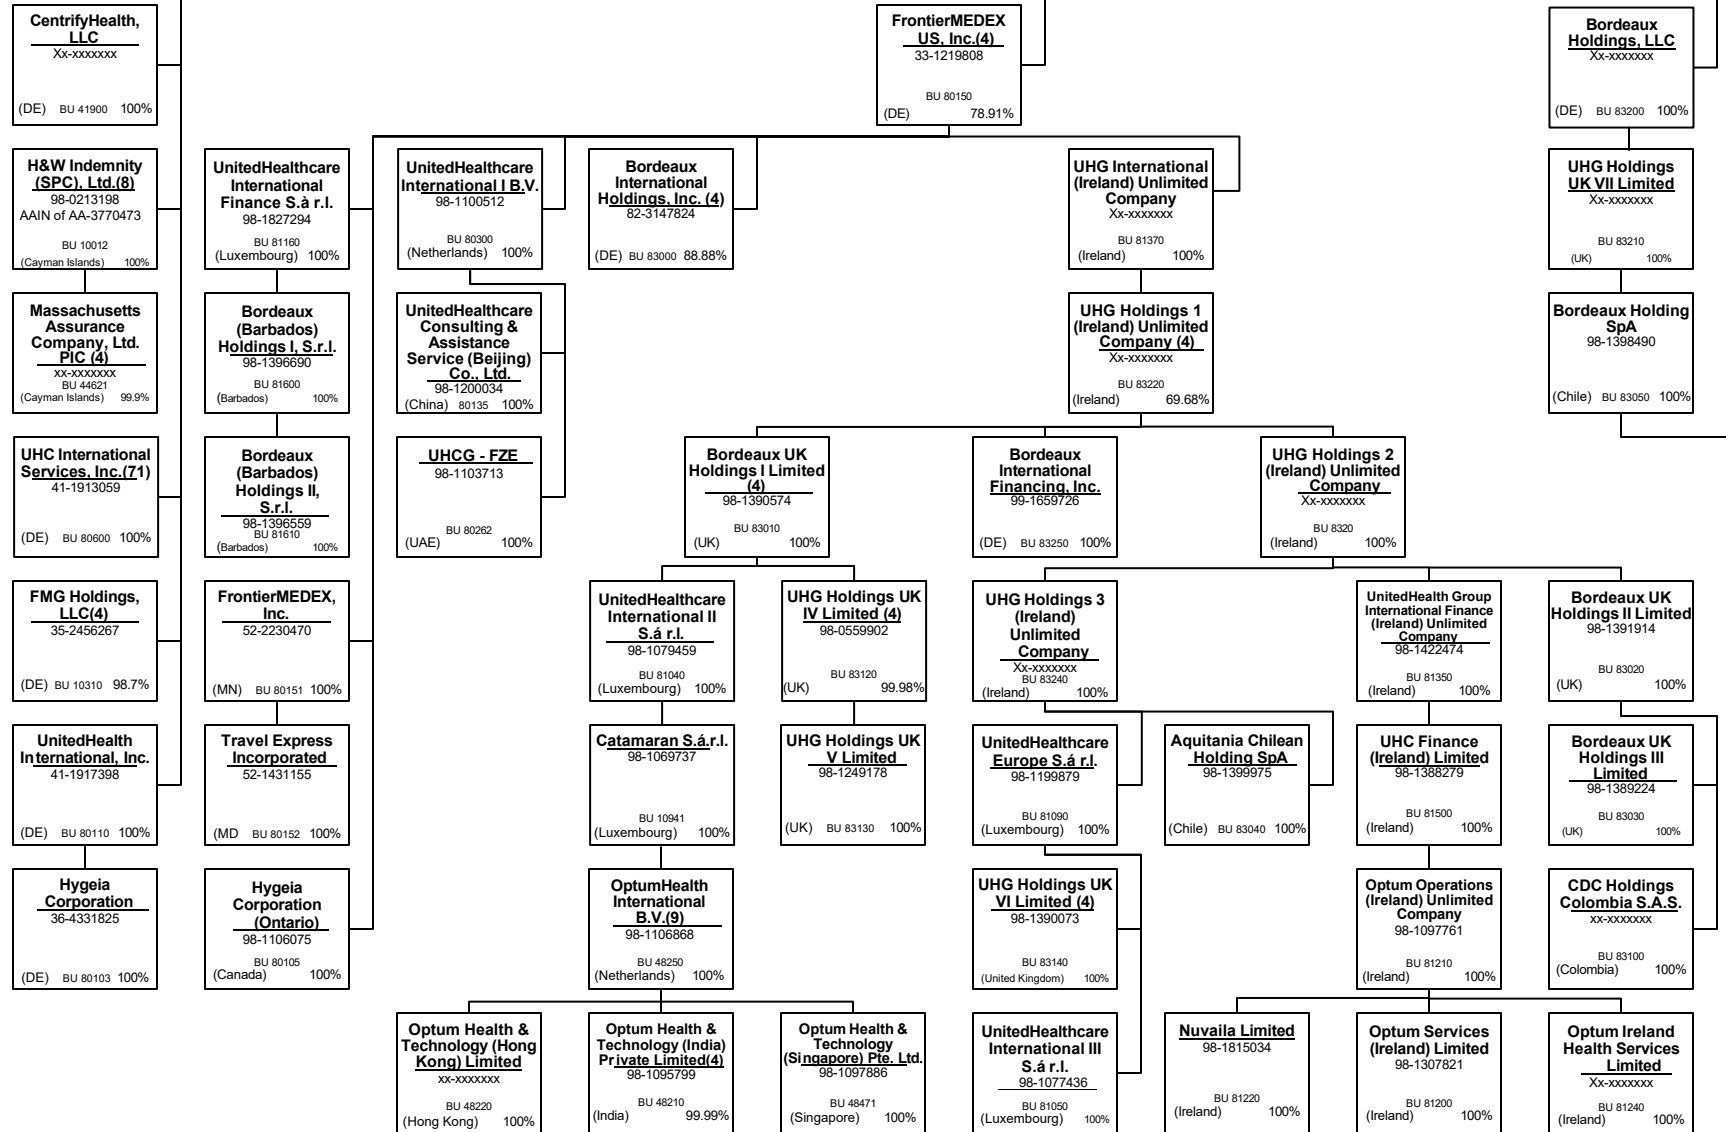 CentrifyHealth,
LLC
Xx-xxxxxxx
(DE) BU 41900 100%
FrontierMEDEX
US, Inc.(4)
33-1219808
BU 80150
(DE) 78.91%
Bordeaux
Holdings, LLC
Xx-xxxxxxx
(DE) BU 83200 100%
H&W Indemnity
(SPC), Ltd.(8)
98-0213198
AAIN of AA-3770473
BU 10012
(Cayman Islands) 100%
UnitedHealthcare
International
Finance S.à r.l.
98-1827294
BU 81160
(Luxembourg) 100%
UnitedHealthcare
International I B.V.
98-1100512
BU 80300
(Netherlands) 100%
Bordeaux
International
Holdings, Inc. (4)
82-3147824
(DE) BU 83000 88.88%
UHG International
(Ireland) Unlimited
Company
Xx-xxxxxxx
BU 81370
(Ireland) 100%
UHG Holdings
UK VII Limited
Xx-xxxxxxx
BU 83210
(UK) 100%
Massachusetts
Assurance
Company, Ltd.
PIC (4)
xx-xxxxxxx
BU 44621
(Cayman Islands) 99.9%
Bordeaux
(Barbados)
Holdings I, S.r.l.
98-1396690
BU 81600
(Barbados) 100%
UnitedHealthcare
Consulting &
Assistance
Service (Beijing)
Co., Ltd.
98-1200034
(China) 80135 100%
UHG Holdings 1
(Ireland) Unlimited
Company (4)
Xx-xxxxxxx
BU 83220
(Ireland) 69.68%
Bordeaux Holding
SpA
98-1398490
(Chile) BU 83050 100%
UHC International
Services, Inc.(71)
41-1913059
(DE) BU 80600 100%
Bordeaux
(Barbados)
Holdings II,
S.r.l.
98-1396559
BU 81610
(Barbados) 100%
UHCG - FZE
98-1103713
BU 80262
(UAE) 100%
Bordeaux UK
Holdings I Limited
(4)
98-1390574
BU 83010
(UK) 100%
Bordeaux
International
Financing, Inc.
99-1659726
(DE) BU 83250 100%
UHG Holdings 2
(Ireland) Unlimited
Company
Xx-xxxxxxx
BU 8320
(Ireland) 100%
FMG Holdings,
LLC(4)
35-2456267
(DE) BU 10310 98.7%
FrontierMEDEX,
Inc.
52-2230470
(MN) BU 80151 100%
UnitedHealthcare
International II
S.á r.l.
98-1079459
BU 81040
(Luxembourg) 100%
UHG Holdings UK
IV Limited (4)
98-0559902
BU 83120
(UK) 99.98%
UHG Holdings 3
(Ireland)
Unlimited
Company
Xx-xxxxxxx
BU 83240
(Ireland) 100%
UnitedHealth Group
International Finance
(Ireland) Unlimited
Company
98-1422474
BU 81350
(Ireland) 100%
Bordeaux UK
Holdings II Limited
98-1391914
BU 83020
(UK) 100%
UnitedHealth
International, Inc.
41-1917398
(DE) BU 80110 100%
Travel Express
Incorporated
52-1431155
(MD BU 80152 100%
Catamaran S.á.r.l.
98-1069737
BU 10941
(Luxembourg) 100%
UHG Holdings UK
V Limited
98-1249178
(UK) BU 83130 100%
UnitedHealthcare
Europe S.á r.l.
98-1199879
BU 81090
(Luxembourg) 100%
Aquitania Chilean
Holding SpA
98-1399975
(Chile) BU 83040 100%
UHC Finance
(Ireland) Limited
98-1388279
BU 81500
(Ireland) 100%
Bordeaux UK
Holdings III
Limited
98-1389224
BU 83030
(UK) 100%
Hygeia
Corporation
36-4331825
(DE) BU 80103 100%
Hygeia
Corporation
(Ontario)
98-1106075
BU 80105
(Canada) 100%
OptumHealth
International
B.V.(9)
98-1106868
BU 48250
(Netherlands) 100%
UHG Holdings UK
VI Limited (4)
98-1390073
BU 83140
(United Kingdom) 100%
Optum Operations
(Ireland) Unlimited
Company
98-1097761
BU 81210
(Ireland) 100%
CDC Holdings
Colombia S.A.S.
xx-xxxxxxx
BU 83100
(Colombia) 100%
Optum Health &
Technology (Hong
Kong) Limited
xx-xxxxxxx
BU 48220
(Hong Kong) 100%
Optum Health &
Technology (India)
Private Limited(4)
98-1095799
BU 48210
(India) 99.99%
Optum Health &
Technology
(Singapore) Pte. Ltd.
98-1097886
BU 48471
(Singapore) 100%
UnitedHealthcare
International III
S.á r.l.
98-1077436
BU 81050
(Luxembourg) 100%
Nuvaila Limited
98-1815034
BU 81220
(Ireland) 100%
Optum Services
(Ireland) Limited
98-1307821
BU 81200
(Ireland) 100%
Optum Ireland
Health Services
Limited
Xx-xxxxxxx
BU 81240
(Ireland) 100%